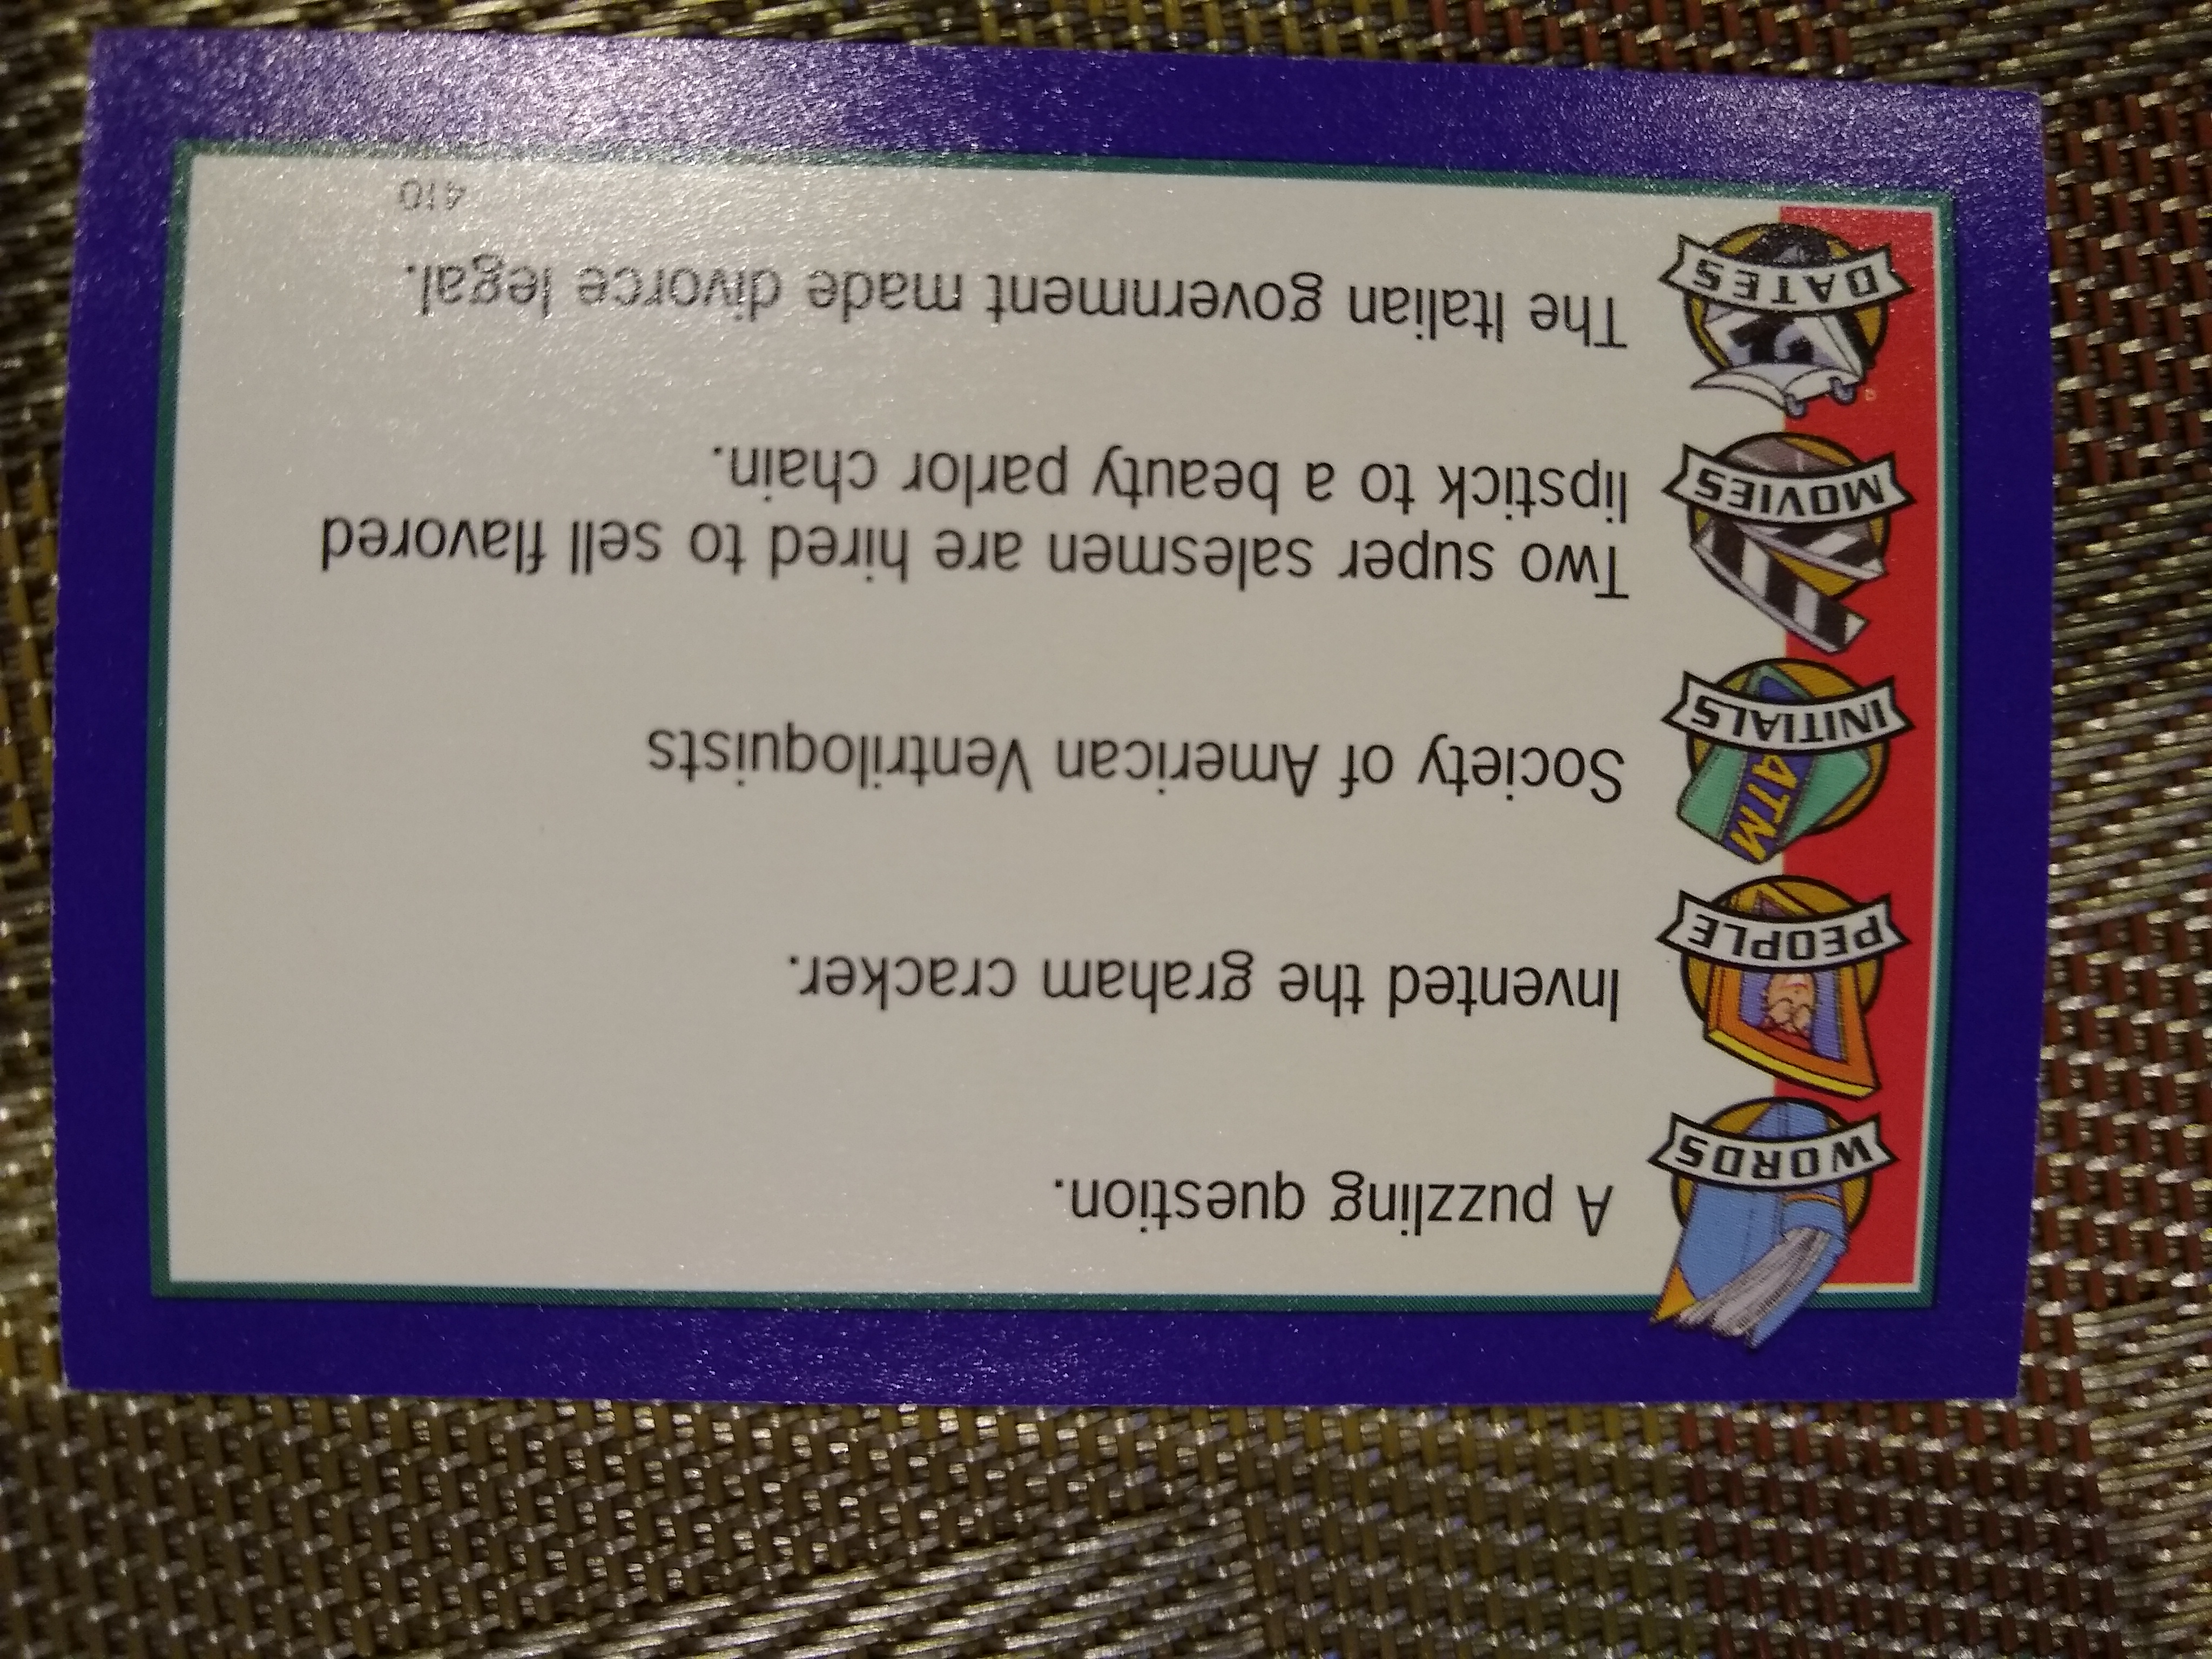 WORDS
A puzzling question.
PEOPLE
Invented the graham cracker.
ATM
INITIALS
Society of American Ventriloquists
MOVIES
Two super salesmen are hired to sell flavored
lipstick to a beauty parlor chain.
DATES
The Italian government made divorce legal.
410